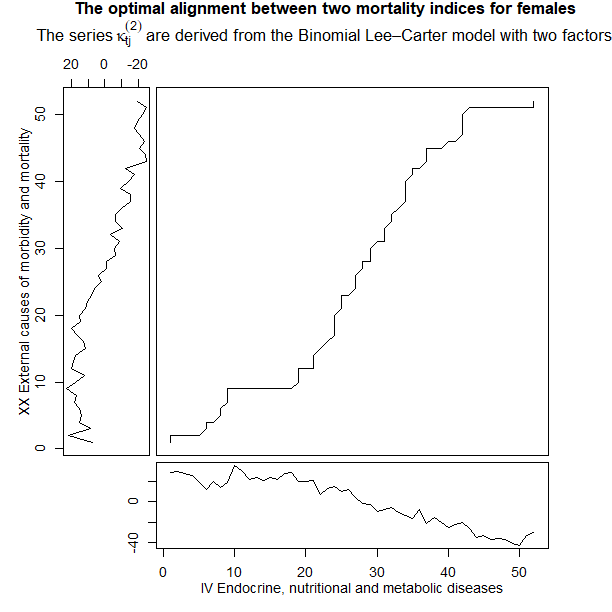 The optimal alignment between two mortality indices for females
The series κ_tj^(2) are derived from the Binomial Lee–Carter model with two factors
20 0 -20
50
40
30
20
10
0
XX External causes of morbidity and mortality
0
-40
0 10 20 30 40 50
IV Endocrine, nutritional and metabolic diseases